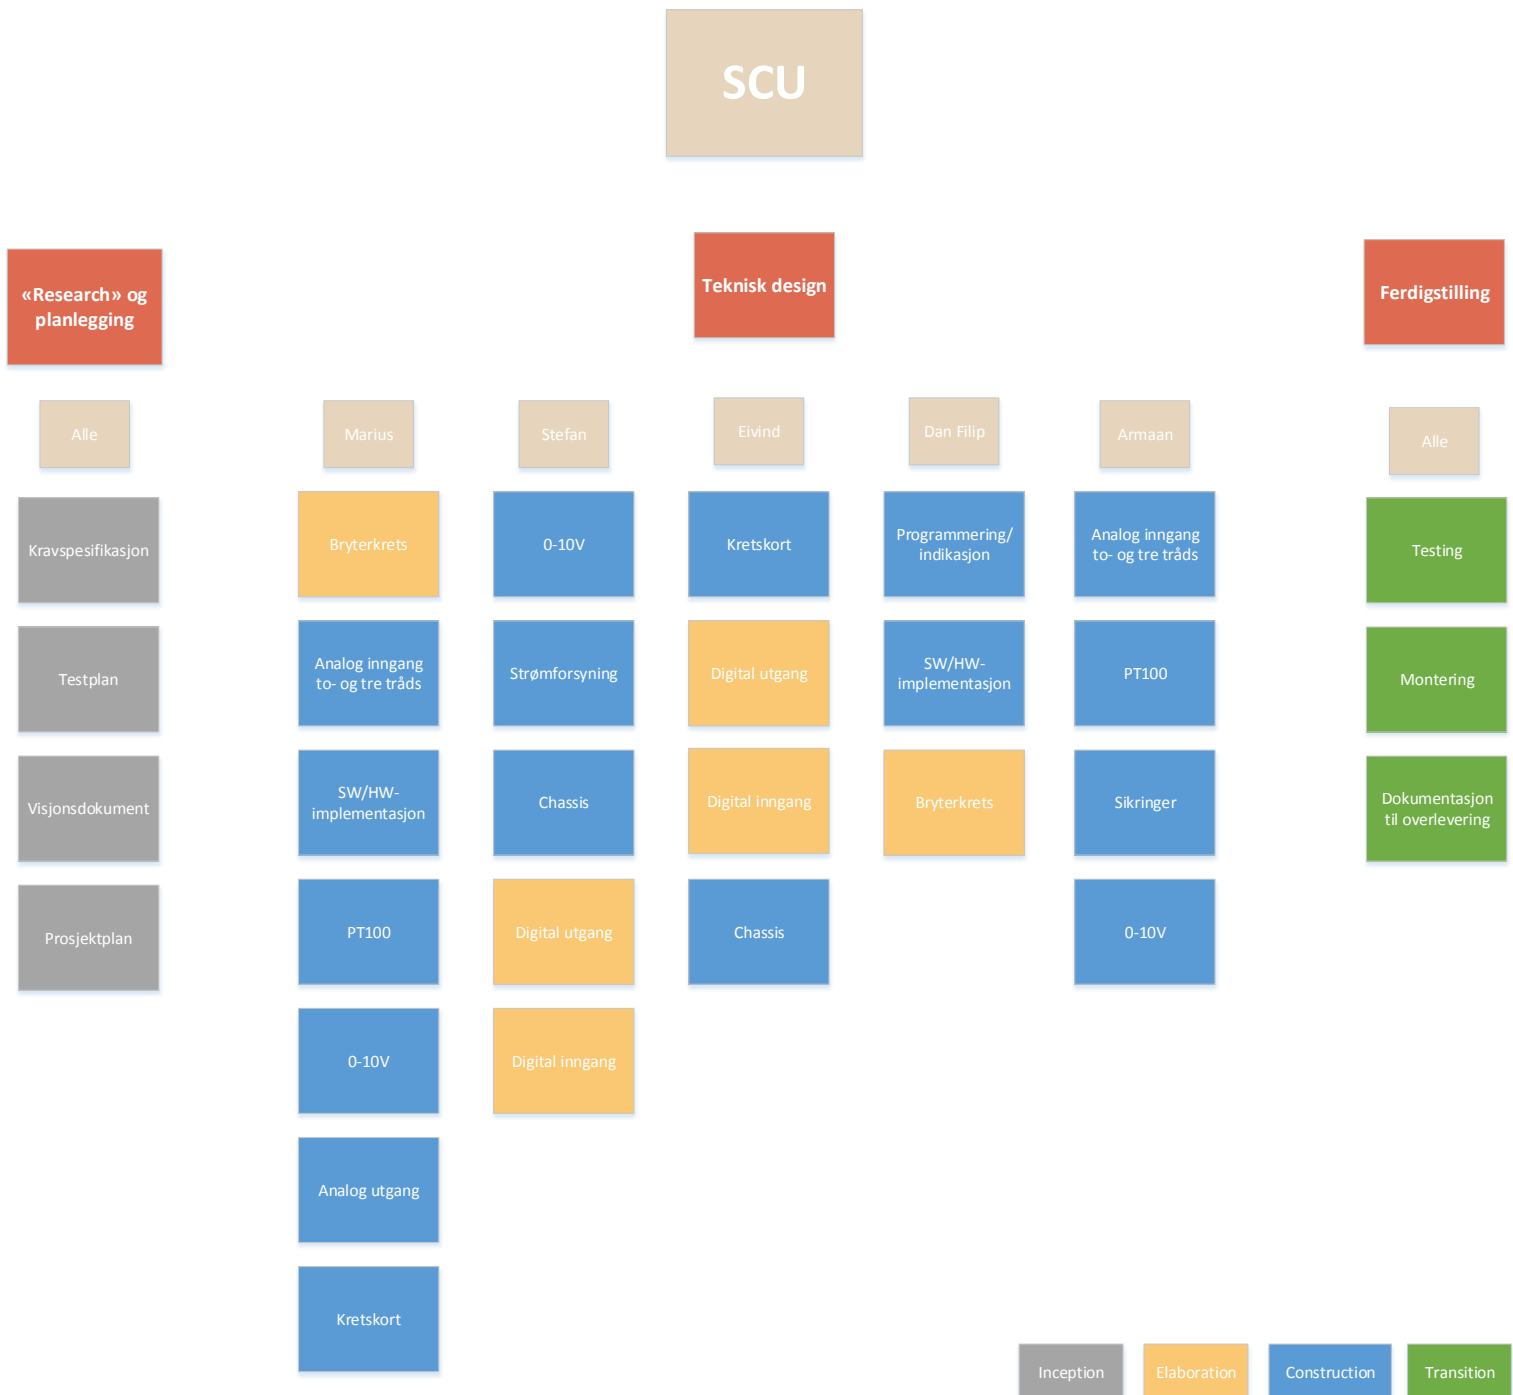 SCU
«Research» og
planlegging
Teknisk design
Ferdigstilling
Alle
Marius
Stefan
Eivind
Dan Filip
Armaan
Alle
Kravspesifikasjon
Testplan
Visjonsdokument
Prosjektplan
Bryterkrets
Analog inngang
to- og tre tråds
SW/HW-
implementasjon
PT100
0-10V
Analog utgang
Kretskort
0-10V
Strømforsyning
Chassis
Digital utgang
Digital inngang
Kretskort
Digital utgang
Digital inngang
Chassis
Programmering/
indikasjon
SW/HW-
implementasjon
Bryterkrets
Analog inngang
to- og tre tråds
PT100
Sikringer
0-10V
Testing
Montering
Dokumentasjon
til overlevering
Inception
Elaboration
Construction
Transition